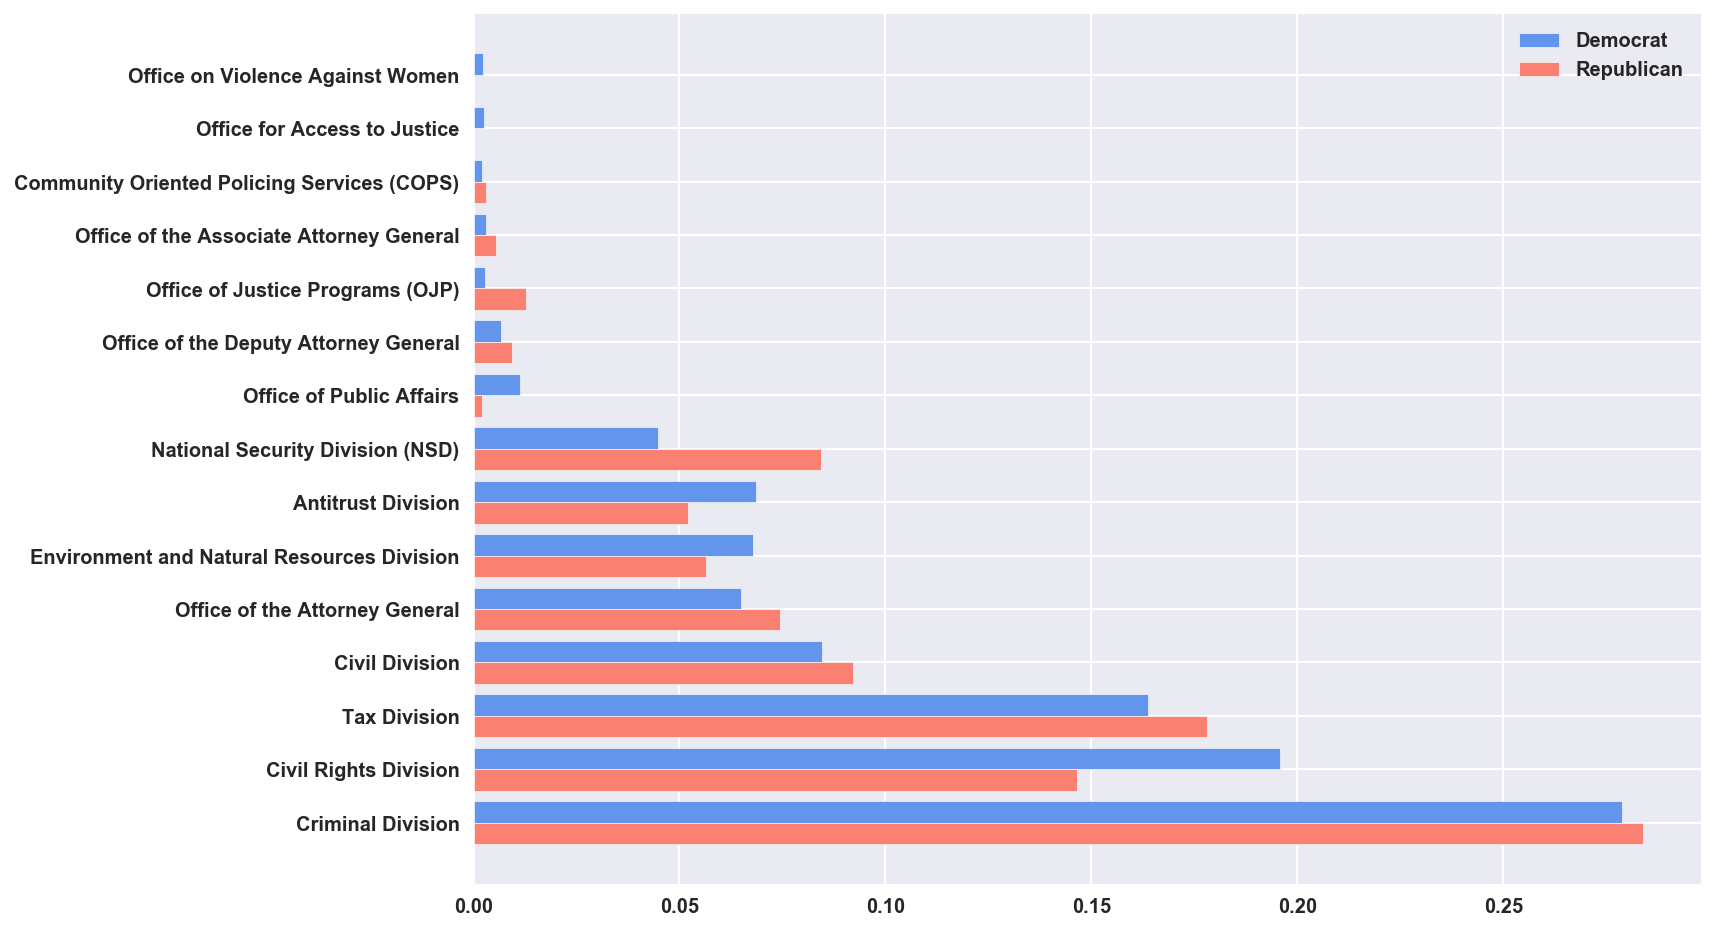 Democrat
Republican
Office on Violence Against Women
Office for Access to Justice
Community Oriented Policing Services (COPS)
Office of the Associate Attorney General
Office of Justice Programs (OJP)
Office of the Deputy Attorney General
Office of Public Affairs
National Security Division (NSD)
Antitrust Division
Environment and Natural Resources Division
Office of the Attorney General
Civil Division
Tax Division
Civil Rights Division
Criminal Division
0.00 0.05 0.10 0.15 0.20 0.25